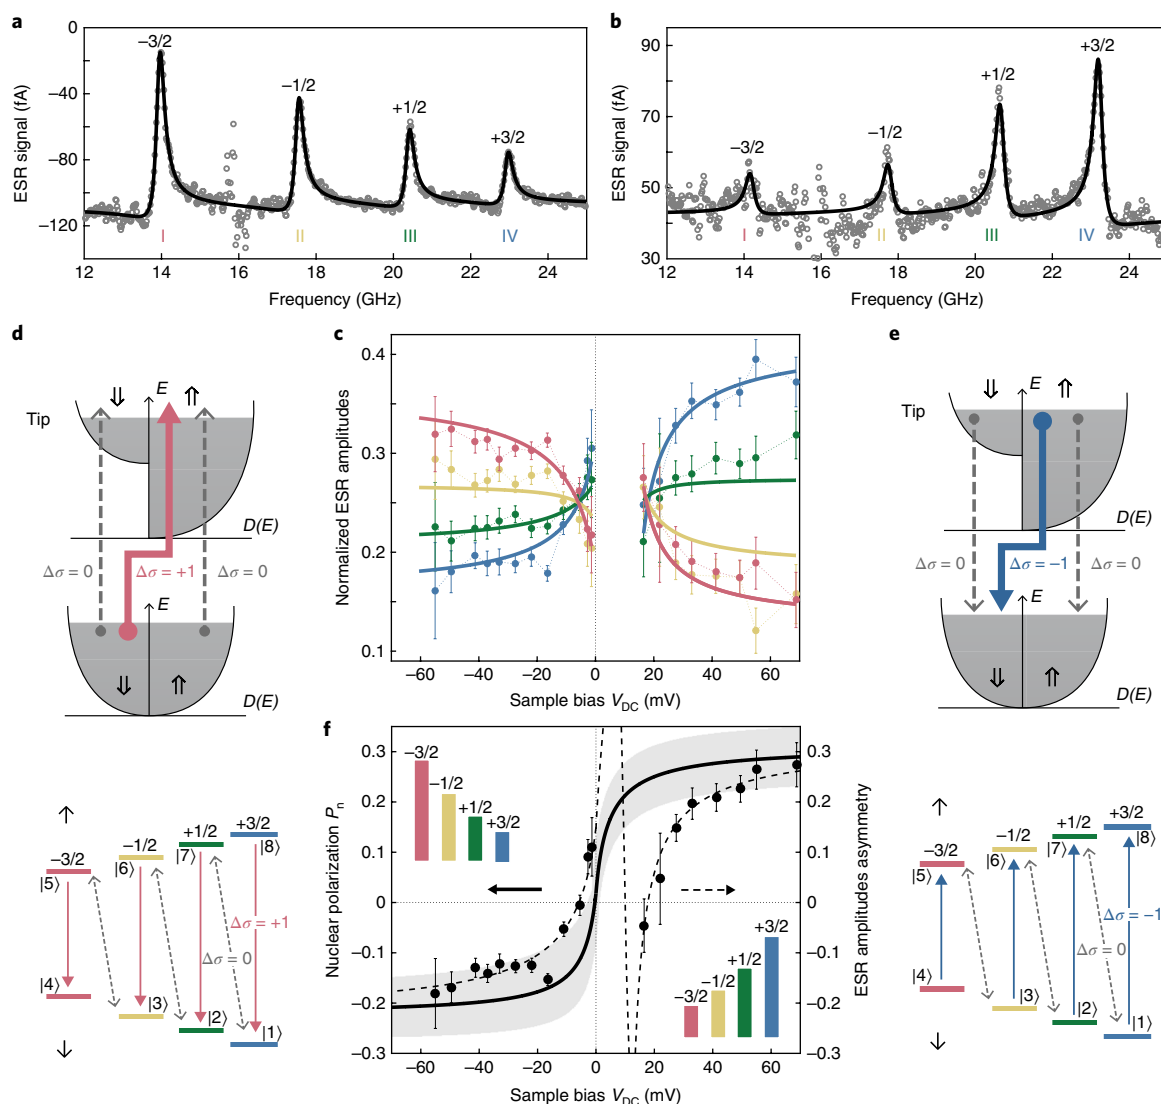 a
ESR signal (fA)
0
−40
−80
−120
−3/2
−1/2
+1/2
+3/2
I
II
III
IV
12
14
16
18
20
22
24
Frequency (GHz)
b
ESR signal (fA)
90
70
50
30
−3/2
−1/2
+1/2
+3/2
I
II
III
IV
12
14
16
18
20
22
24
Frequency (GHz)
d
⇓
E
⇑
Tip
D(E)
Δσ = 0
Δσ = +1
Δσ = 0
E
⇓
⇑
D(E)
↑
−3/2
−1/2
+1/2
+3/2
|5⟩
|6⟩
|7⟩
|8⟩
Δσ = +1
Δσ = 0
|4⟩
|3⟩
|2⟩
|1⟩
↓
c
Normalized ESR amplitudes
0.4
0.3
0.2
0.1
−60
−40
−20
0
20
40
60
Sample bias VDC (mV)
f
Nuclear polarization Pn
0.3
0.2
0.1
0
−0.1
−0.2
−0.3
−3/2
−1/2
+1/2
+3/2
−3/2
−1/2
+1/2
+3/2
0.3
0.2
0.1
0
−0.1
−0.2
−0.3
ESR amplitudes asymmetry
−60
−40
−20
0
20
40
60
Sample bias VDC (mV)
e
⇓
E
⇑
Tip
D(E)
Δσ = 0
Δσ = −1
Δσ = 0
E
⇓
⇑
D(E)
↑
−3/2
−1/2
+1/2
+3/2
|5⟩
|6⟩
|7⟩
|8⟩
Δσ = −1
Δσ = 0
|4⟩
|3⟩
|2⟩
|1⟩
↓